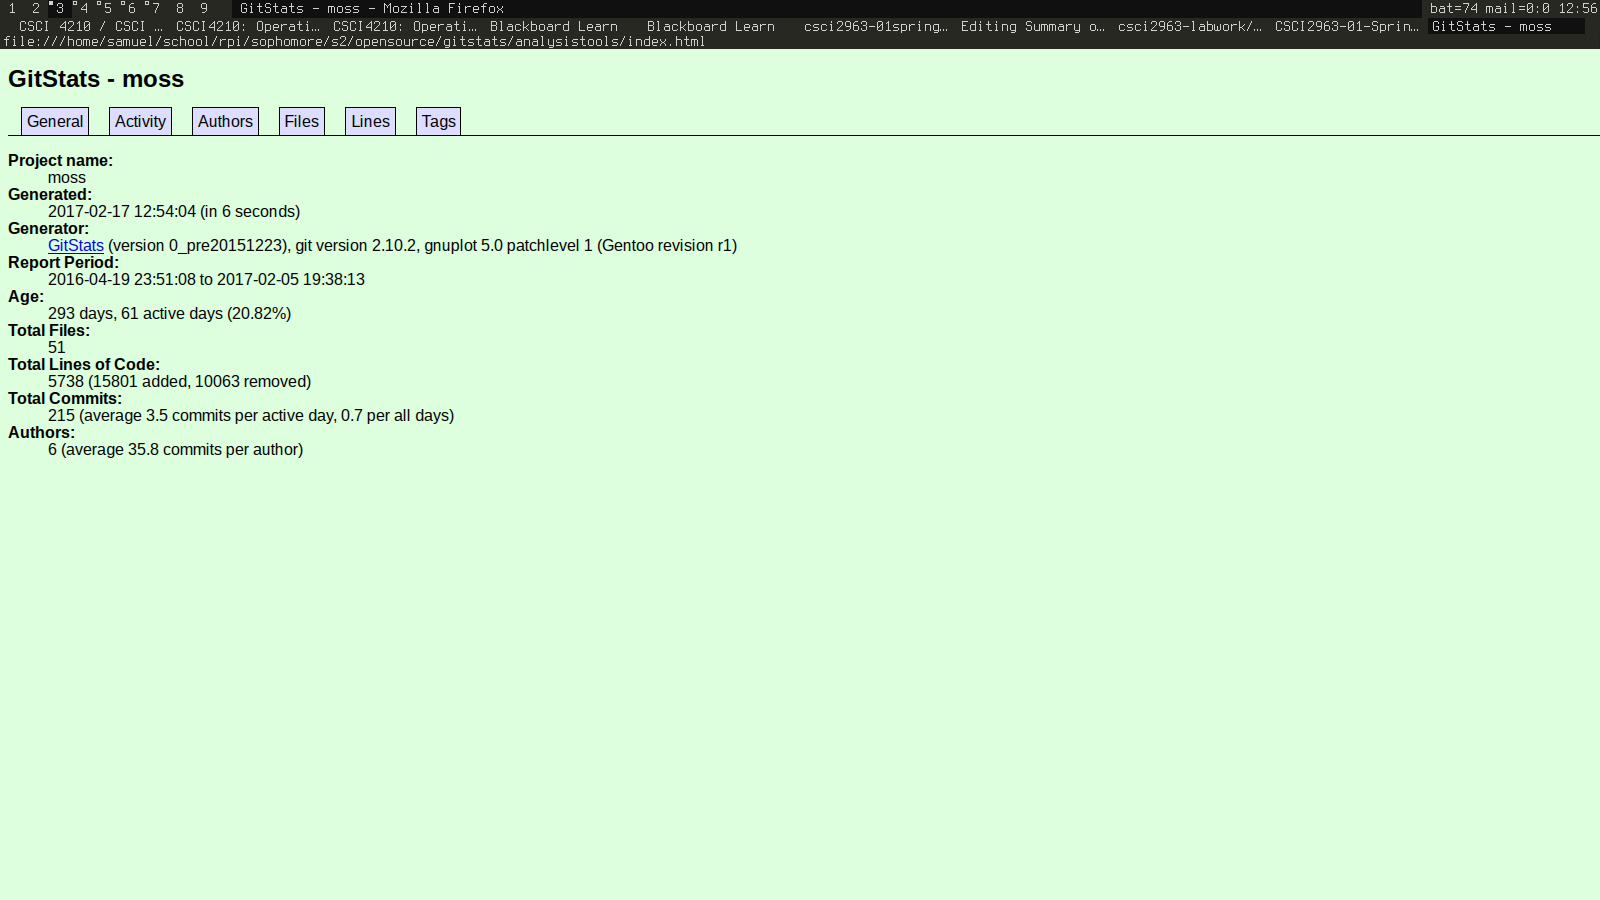 1 2 3 4 5 6 7 8 9 GitStats - moss - Mozilla Firefox bat=74 mail=0:0 12:56
CSCI 4210 / CSCI … CSCI4210: Operati… CSCI4210: Operati… Blackboard Learn Blackboard Learn csci2963-01spring… Editing Summary o… csci2963-labwork/… CSCI2963-01-Sprin… GitStats - moss
file:///home/samuel/school/rpi/sophomore/s2/opensource/gitstats/analysistools/index.html
GitStats - moss
General Activity Authors Files Lines Tags
Project name:
moss
Generated:
2017-02-17 12:54:04 (in 6 seconds)
Generator:
GitStats (version 0_pre20151223), git version 2.10.2, gnuplot 5.0 patchlevel 1 (Gentoo revision r1)
Report Period:
2016-04-19 23:51:08 to 2017-02-05 19:38:13
Age:
293 days, 61 active days (20.82%)
Total Files:
51
Total Lines of Code:
5738 (15801 added, 10063 removed)
Total Commits:
215 (average 3.5 commits per active day, 0.7 per all days)
Authors:
6 (average 35.8 commits per author)